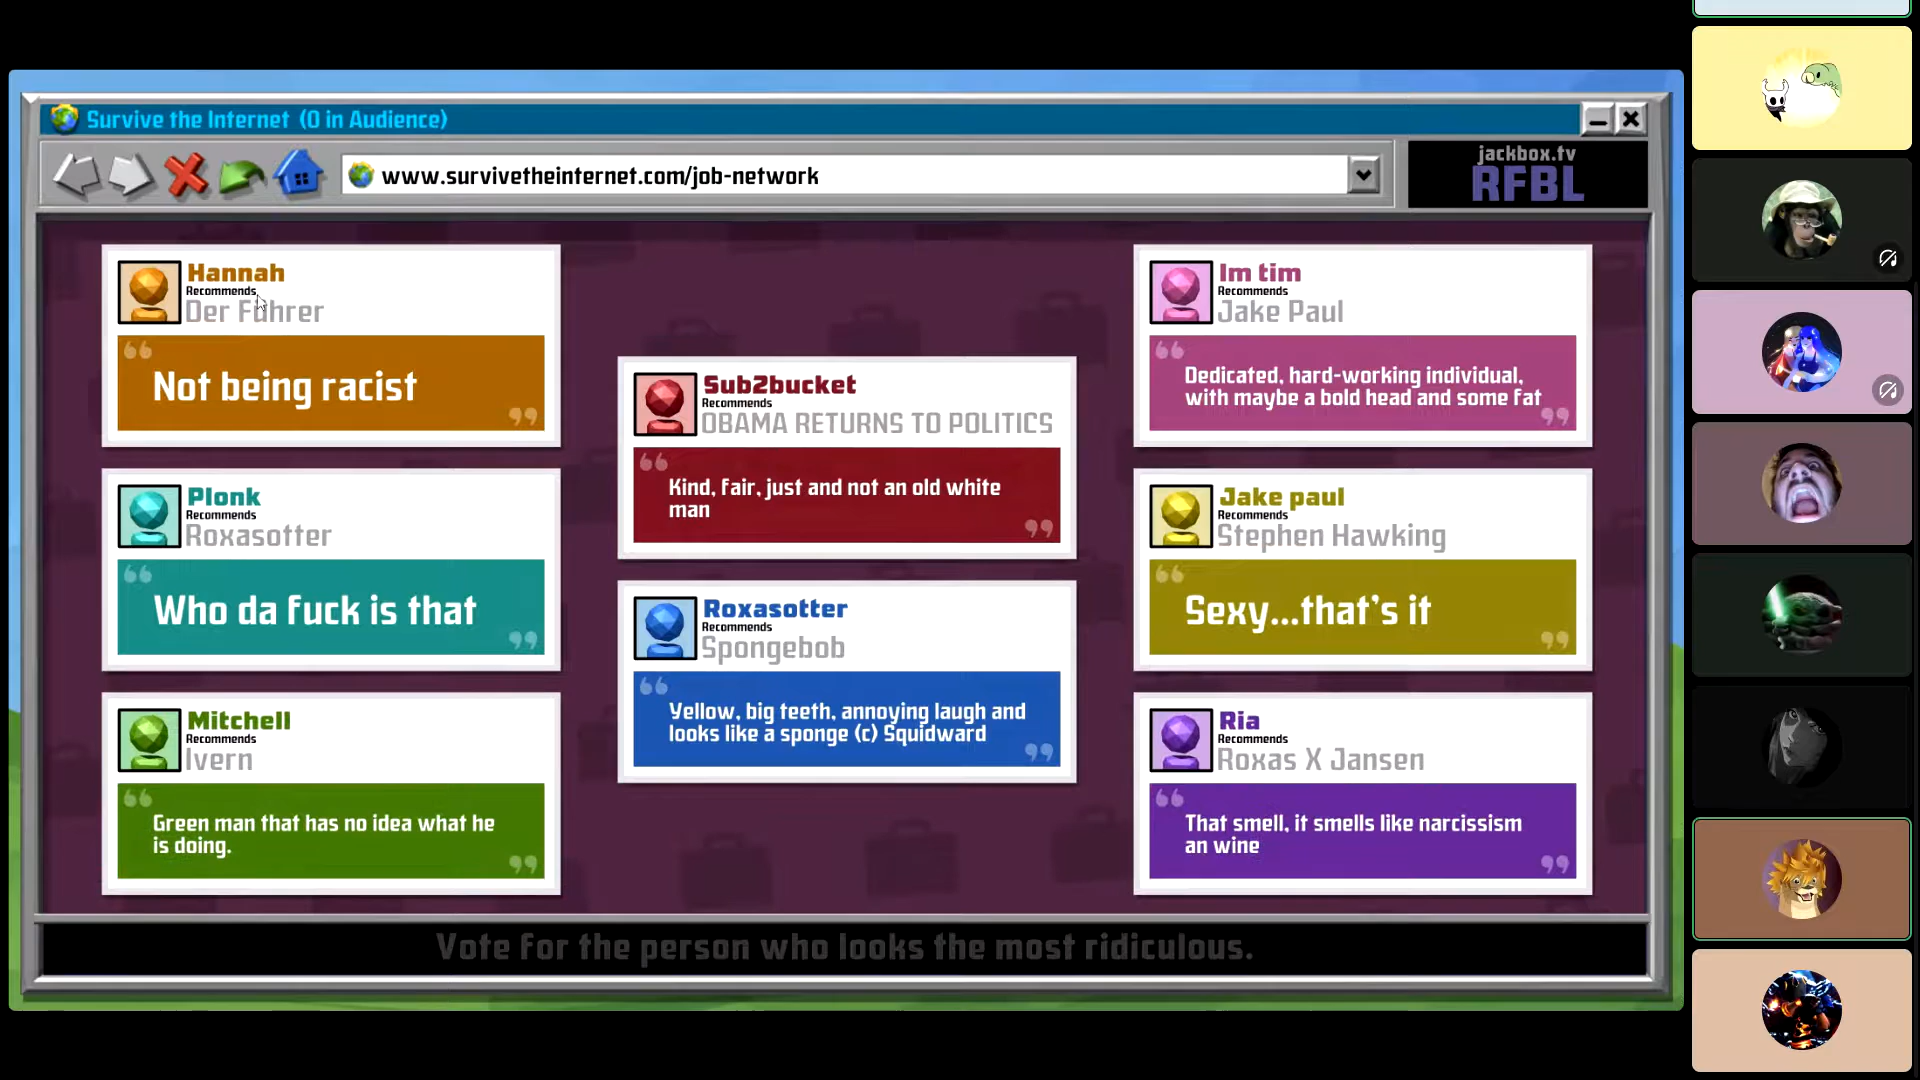 Survive the Internet (0 in Audience)
www.survivetheinternet.com/job-network
jackbox.tv
RFBL
Hannah
Recommends
Der Führer
Not being racist
Plonk
Recommends
Roxasotter
Who da fuck is that
Mitchell
Recommends
Ivern
Green man that has no idea what he
is doing.
Sub2bucket
Recommends
OBAMA RETURNS TO POLITICS
Kind, fair, just and not an old white
man
Roxasotter
Recommends
Spongebob
Yellow, big teeth, annoying laugh and
looks like a sponge (c) Squidward
Im tim
Recommends
Jake Paul
Dedicated, hard-working individual,
with maybe a bold head and some fat
Jake paul
Recommends
Stephen Hawking
Sexy...that's it
Ria
Recommends
Roxas X Jansen
That smell, it smells like narcissism
an wine
Vote for the person who looks the most ridiculous.